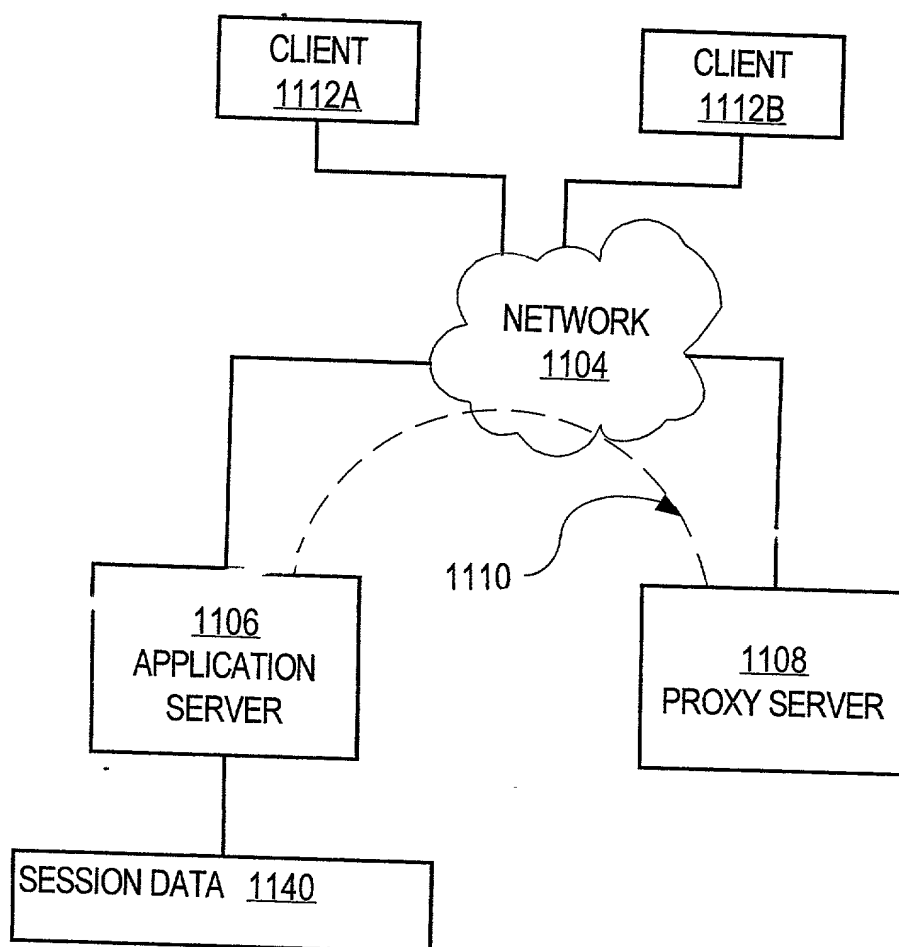 CLIENT
1112A
CLIENT
1112B
NETWORK
1104
1110
1106
APPLICATION
SERVER
1108
PROXY SERVER
SESSION DATA 1140